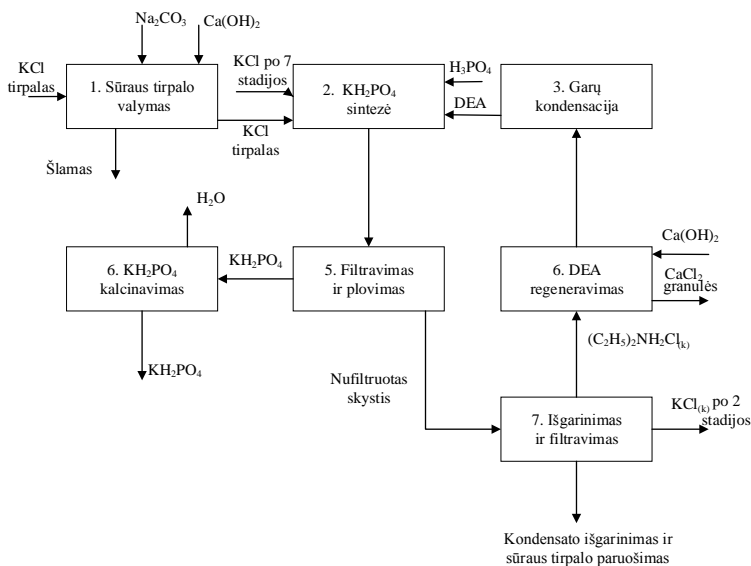 Na₂CO₃
Ca(OH)₂
KCl
tirpalas
1. Sūraus tirpalo
valymas
Šlamas
KCl po 7
stadijos
KCl
tirpalas
2. KH₂PO₄
sintezė
H₃PO₄
DEA
3. Garų
kondensacija
H₂O
6. KH₂PO₄
kalcinavimas
KH₂PO₄
KH₂PO₄
5. Filtravimas
ir plovimas
6. DEA
regeneravimas
Ca(OH)₂
CaCl₂
granulės
(C₂H₅)₂NH₂Cl₍ₖ₎
Nufiltruotas
skystis
7. Išgarinimas
ir filtravimas
KCl₍ₖ₎ po 2
stadijos
Kondensato išgarinimas ir
sūraus tirpalo paruošimas